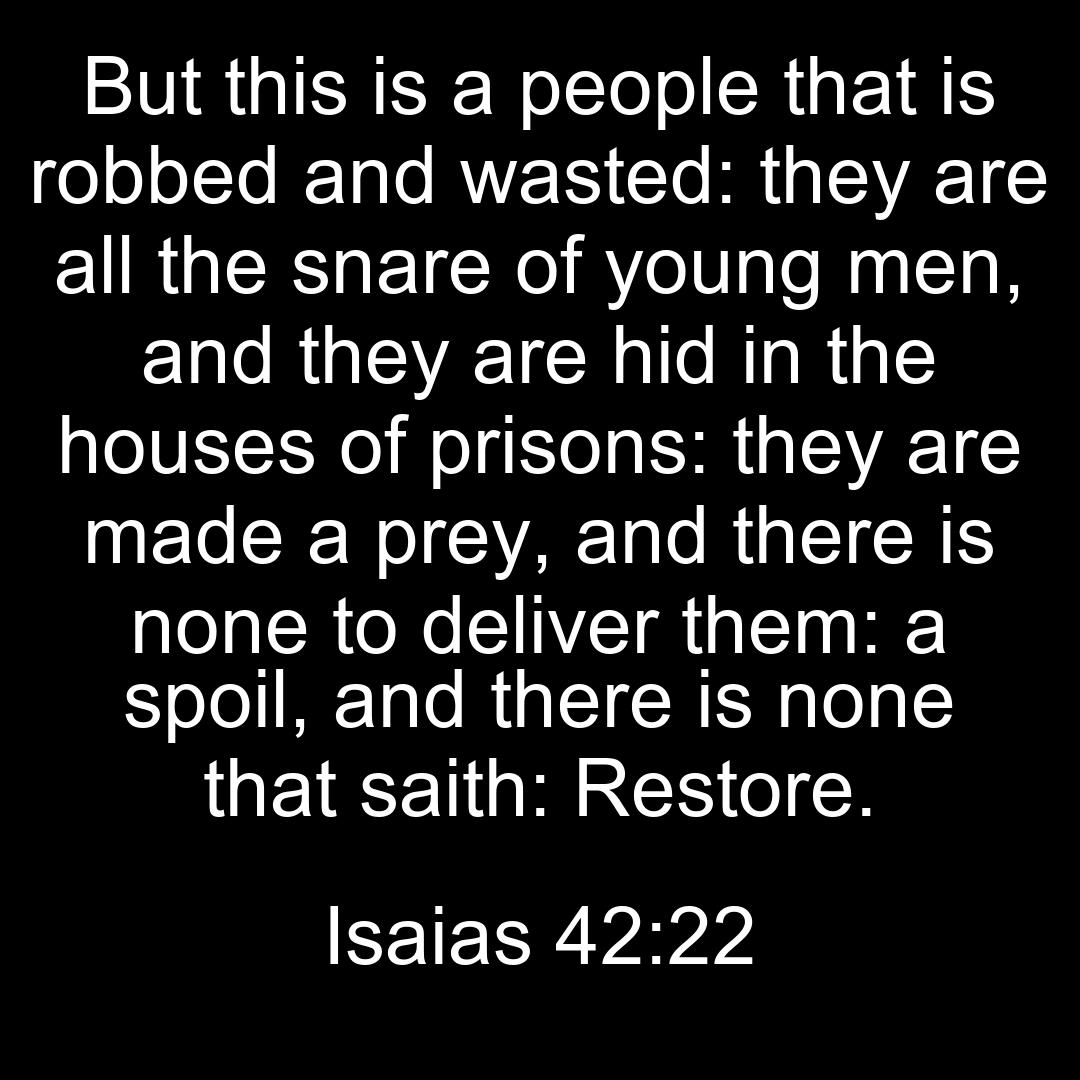 But this is a people that is
robbed and wasted: they are
all the snare of young men,
and they are hid in the
houses of prisons: they are
made a prey, and there is
none to deliver them: a
spoil, and there is none
that saith: Restore.
Isaias 42:22